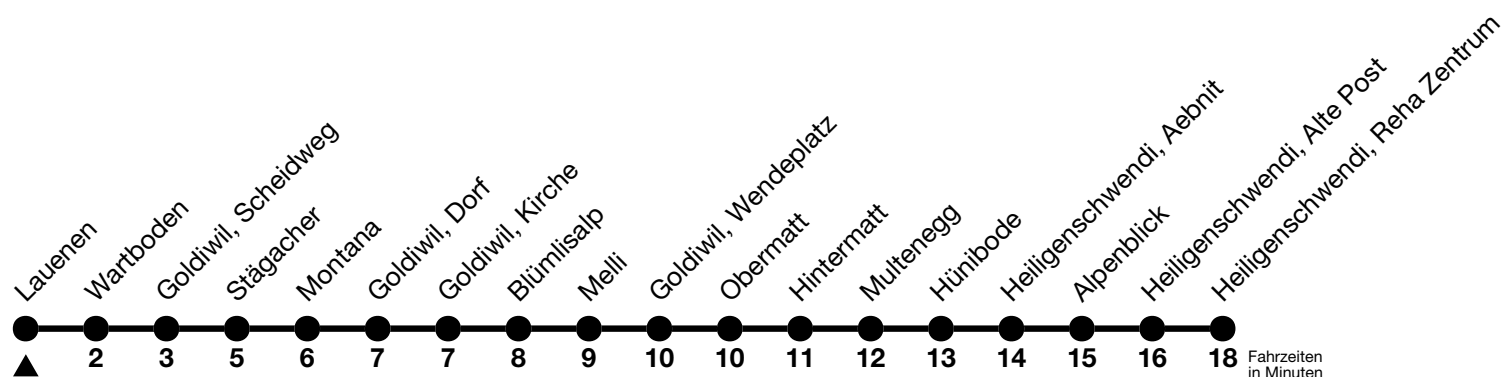 Lauenen
Wartboden
Goldiwil, Scheidweg
Stägacher
Montana
Goldiwil, Dorf
Goldiwil, Kirche
Blümlisalp
Melli
Goldiwil, Wendeplatz
Obermatt
Hintermatt
Multenegg
Hünibode
Heiligenschwendi, Aebnit
Alpenblick
Heiligenschwendi, Alte Post
Heiligenschwendi, Reha Zentrum
2 3 5 6 7 7 8 9 10 10 11 12 13 14 15 16 18
Fahrzeiten
in Minuten